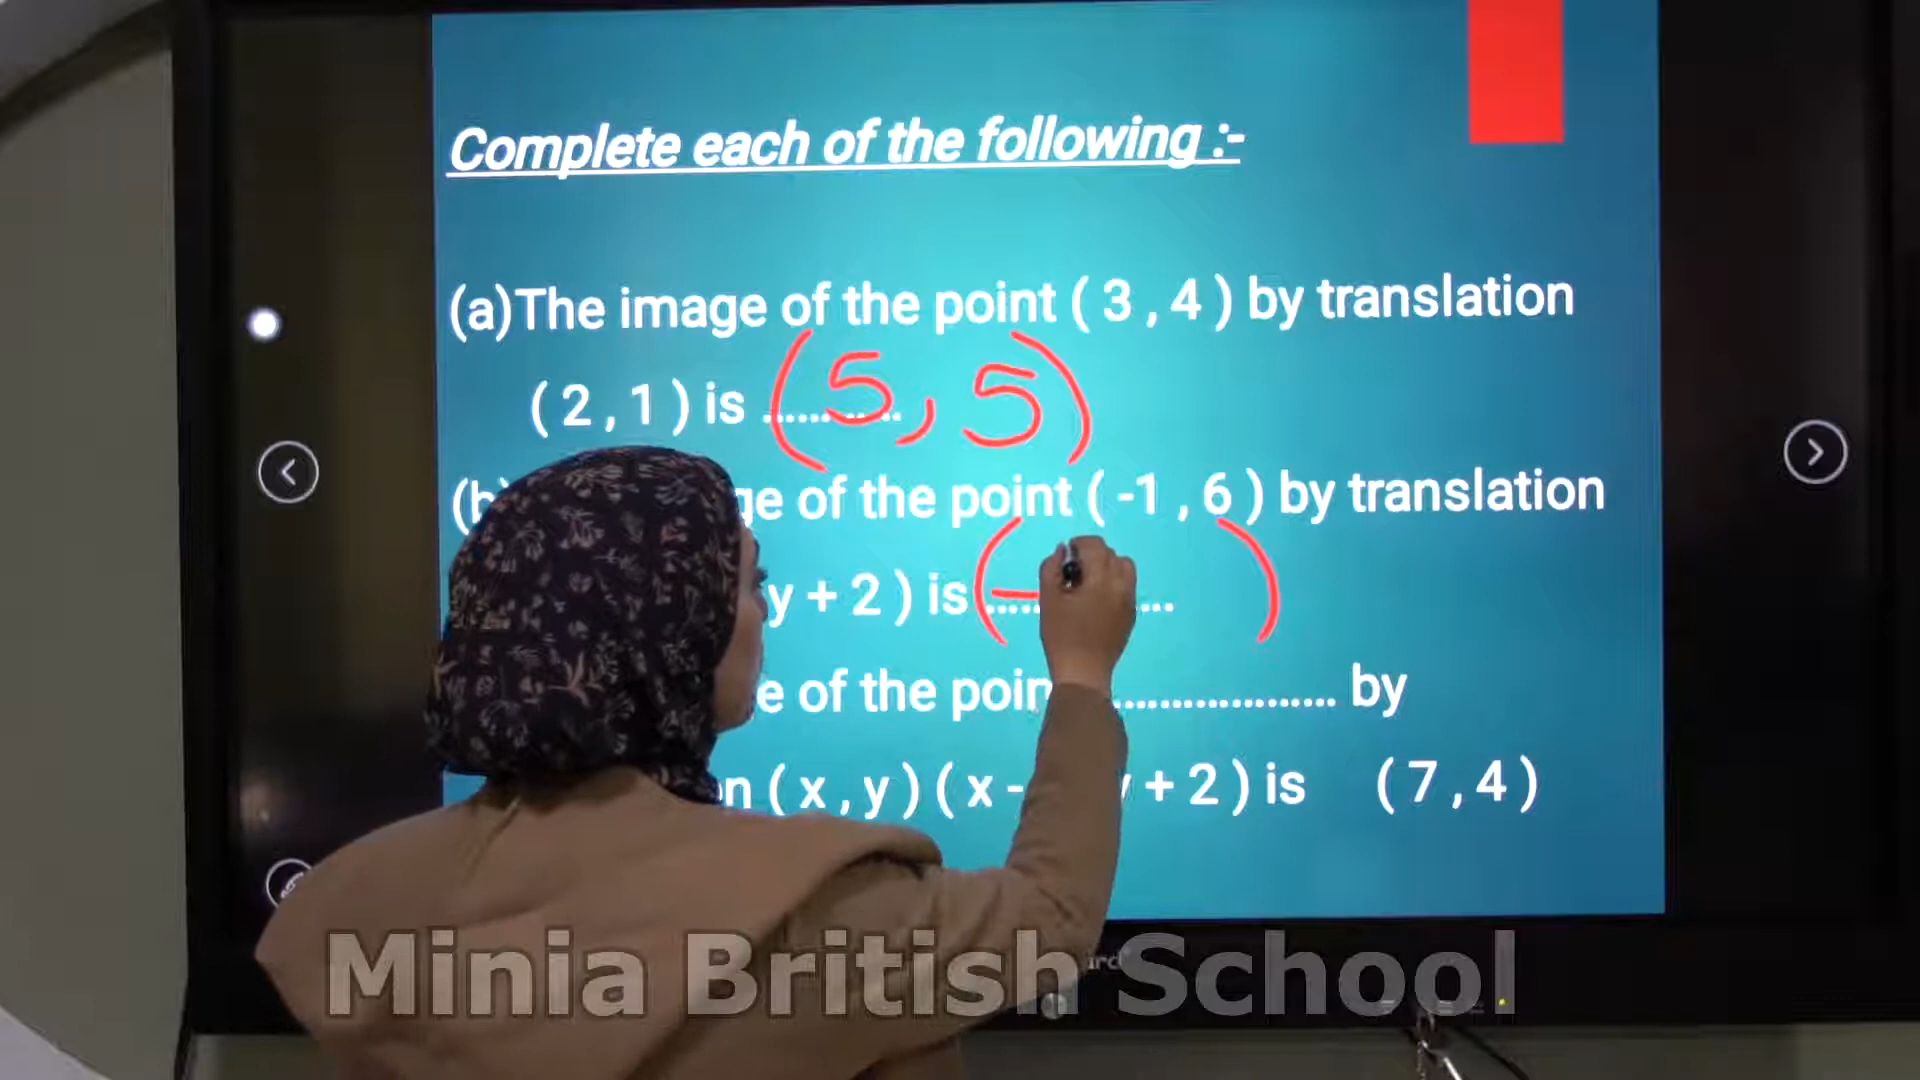 Complete each of the following :-
(a)The image of the point ( 3 , 4 ) by translation
( 2 , 1 ) is ............ (5, 5)
of the point ( -1 , 6 ) by translation
y + 2 ) is (–
of the by
( x , y ) ( x - + 2 ) is ( 7 , 4 )
Minia British School